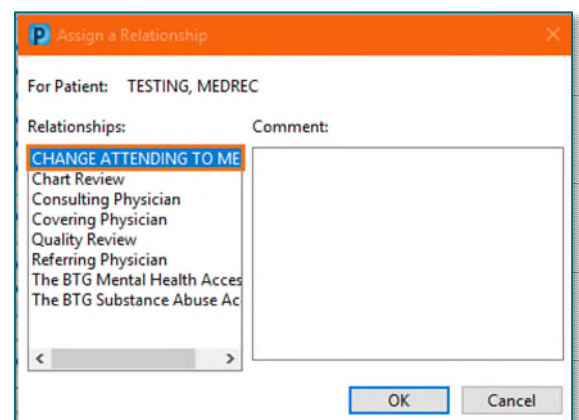 P Assign a Relationship
For Patient: TESTING, MEDREC
Relationships: Comment:
CHANGE ATTENDING TO ME
Chart Review
Consulting Physician
Covering Physician
Quality Review
Referring Physician
The BTG Mental Health Acces
The BTG Substance Abuse Ac
OK Cancel